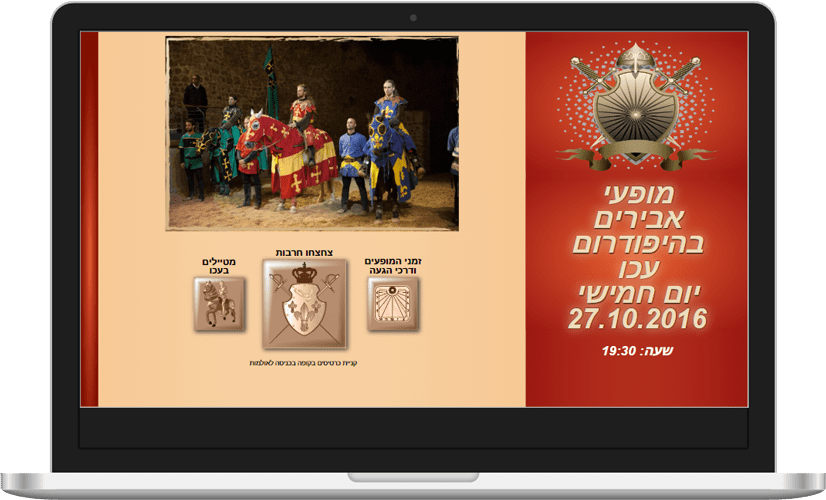 מופעי
אבירים
בהיפודרום
עכו
יום חמישי
27.10.2016
שעה: 19:30
זמני המופעים
ודרכי הגעה
צחצחו חרבות
מטיילים
בעכו
קניית כרטיסים בקופה בכניסה לאולמות